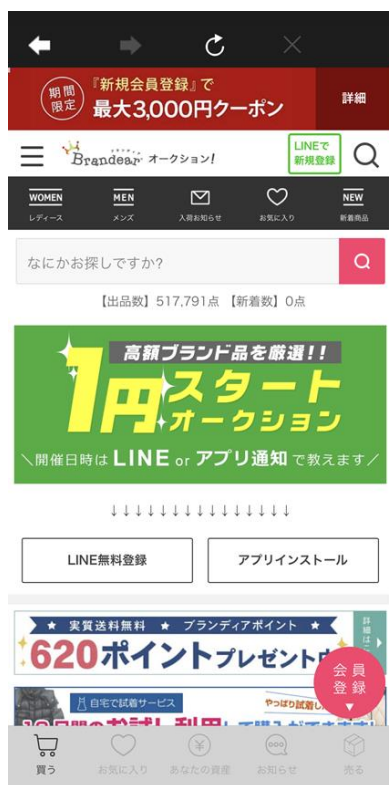 期間
限定
『新規会員登録』で
最大3,000円クーポン
詳細
Brandear オークション!
LINEで
新規登録
WOMEN
MEN
NEW
レディース
メンズ
入荷お知らせ
お気に入り
新着商品
なにかお探しですか?
【出品数】517,791点 【新着数】0点
高額ブランド品を厳選!!
1円スタート
オークション
＼開催日時は LINE or アプリ通知 で教えます／
↓↓↓↓↓↓↓↓↓↓↓↓↓↓↓
LINE無料登録
アプリインストール
★ 実質送料無料 ★ ブランディアポイント ★
620ポイントプレゼント
自宅で試着サービス
会員
登録
買う
お気に入り
あなたの資産
お知らせ
売る